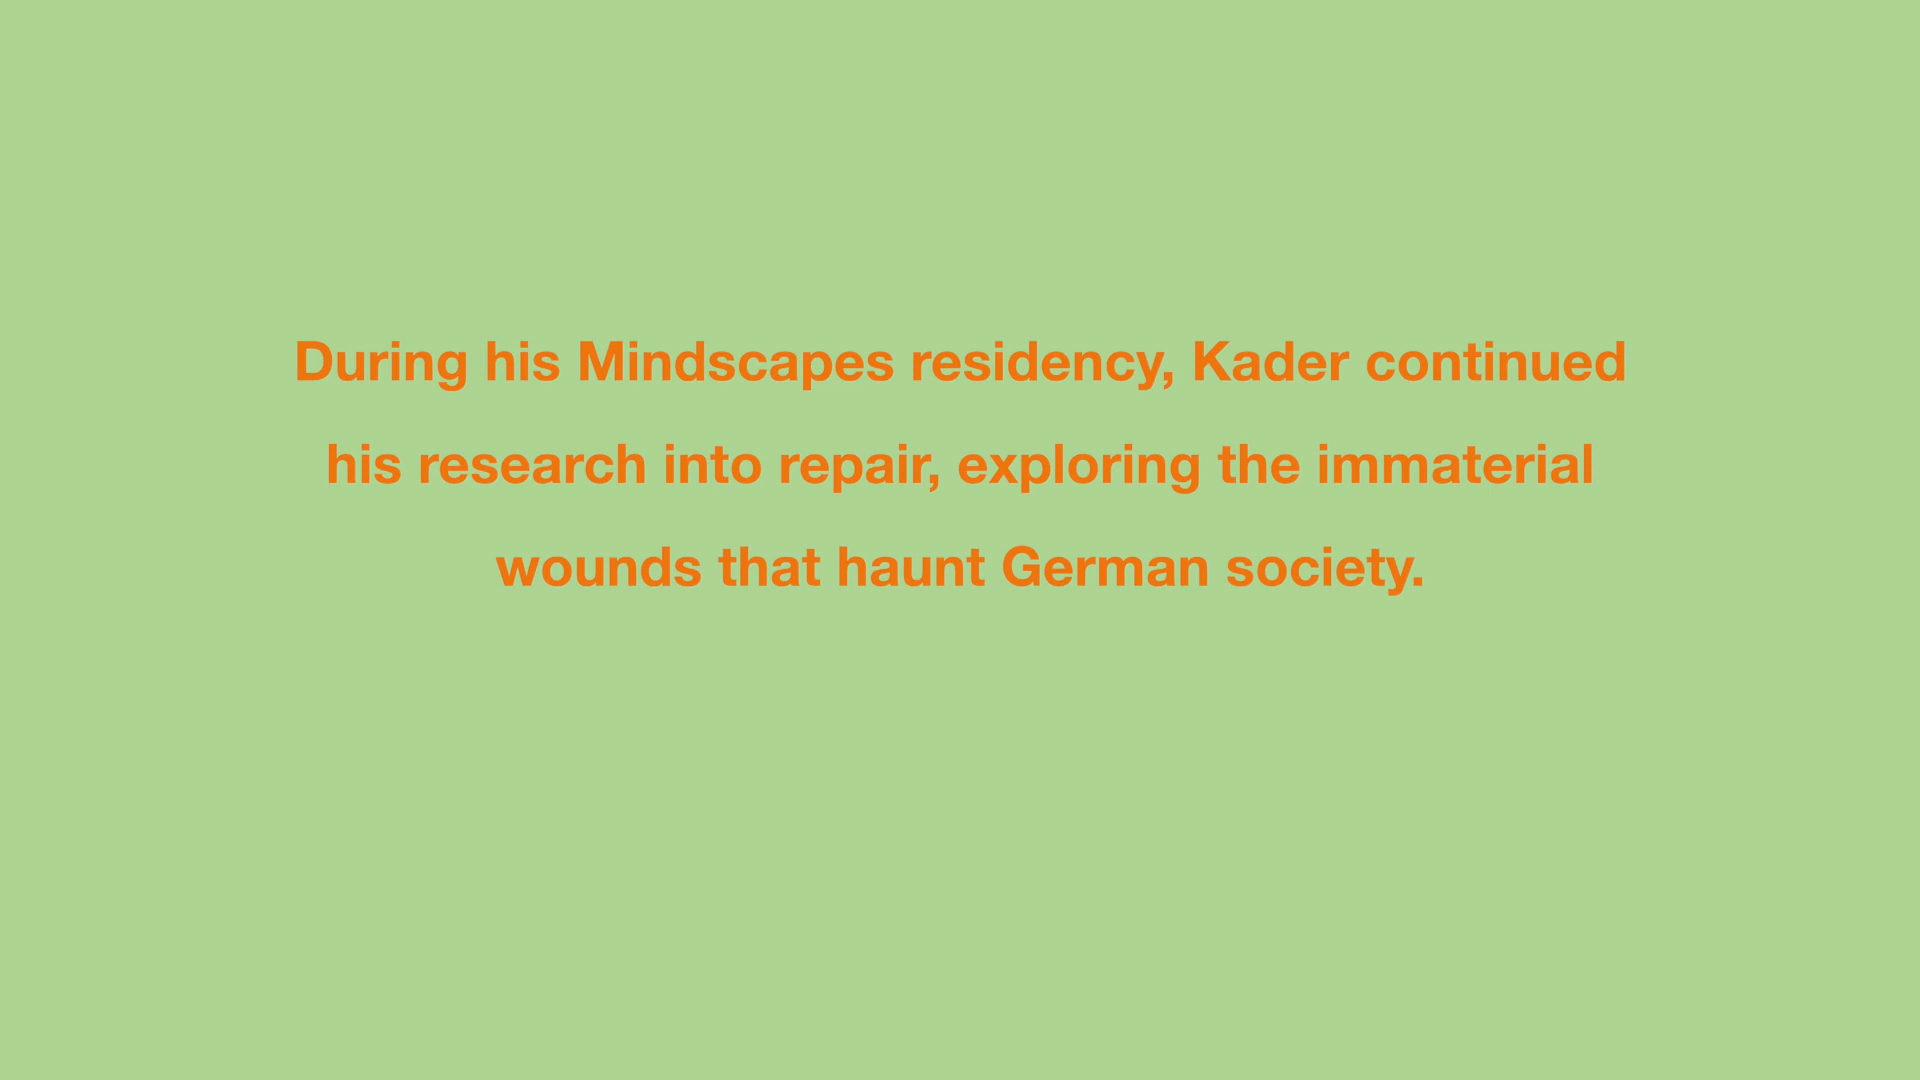 During his Mindscapes residency, Kader continued
his research into repair, exploring the immaterial
wounds that haunt German society.